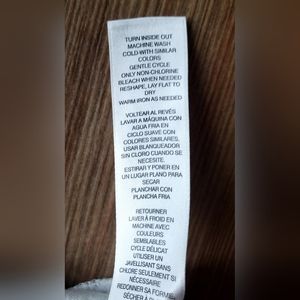 TURN INSIDE OUT
MACHINE WASH
COLD WITH SIMILAR
COLORS
GENTLE CYCLE
ONLY NON-CHLORINE
BLEACH WHEN NEEDED
RESHAPE, LAY FLAT TO
DRY
WARM IRON AS NEEDED
VOLTEAR AL REVÉS
LAVAR A MÁQUINA CON
AGUA FRIA EN
CICLO SUAVE CON
COLORES SIMILARES.
USAR BLANQUEADOR
SIN CLORO CUANDO SE
NECESITE.
ESTIRAR Y PONER EN
UN LUGAR PLANO PARA
SECAR
PLANCHAR CON
PLANCHA FRIA
RETOURNER
LAVER À FROID EN
MACHINE AVEC
COULEURS
SEMBLABLES
CYCLE DÉLICAT
UTILISER UN
JAVELLISANT SANS
CHLORE SEULEMENT SI
NÉCESSAIRE
REDONNER SA FORME
SÉCHER À